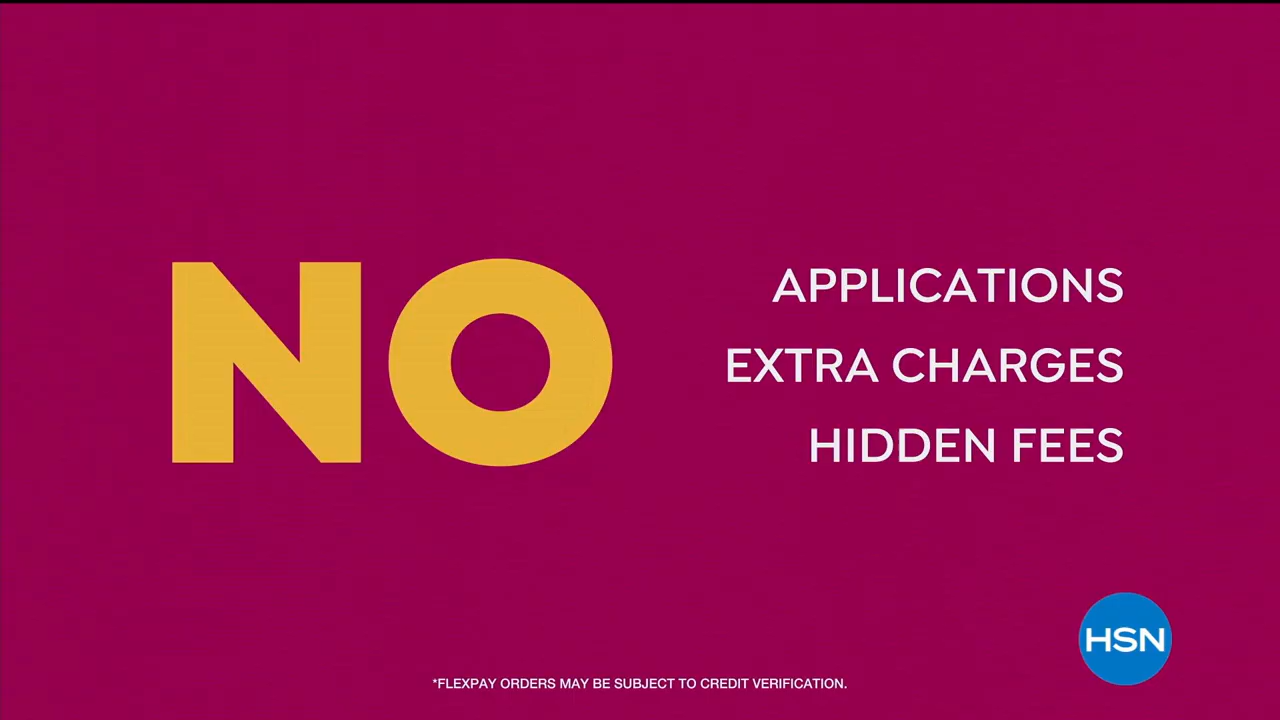 NO
APPLICATIONS
EXTRA CHARGES
HIDDEN FEES
HSN
*FLEXPAY ORDERS MAY BE SUBJECT TO CREDIT VERIFICATION.